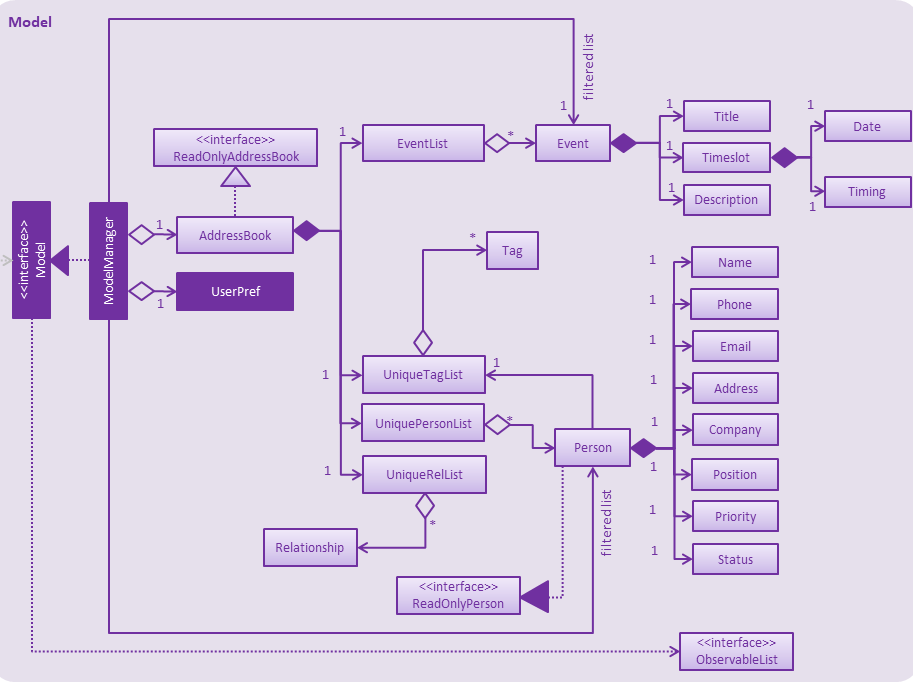 Model
<<interface>>
Model
ModelManager
1
AddressBook
1
UserPref
<<interface>>
ReadOnlyAddressBook
1
EventList
*
1
filtered list
Event
1
Title
1
Timeslot
1
Description
1
Date
1
Timing
*
Tag
1
UniqueTagList
1
UniquePersonList
*
1
UniqueRelList
*
Relationship
Person
filtered list
<<interface>>
ReadOnlyPerson
1
Name
1
Phone
1
Email
1
Address
1
Company
1
Position
1
Priority
1
Status
<<interface>>
ObservableList